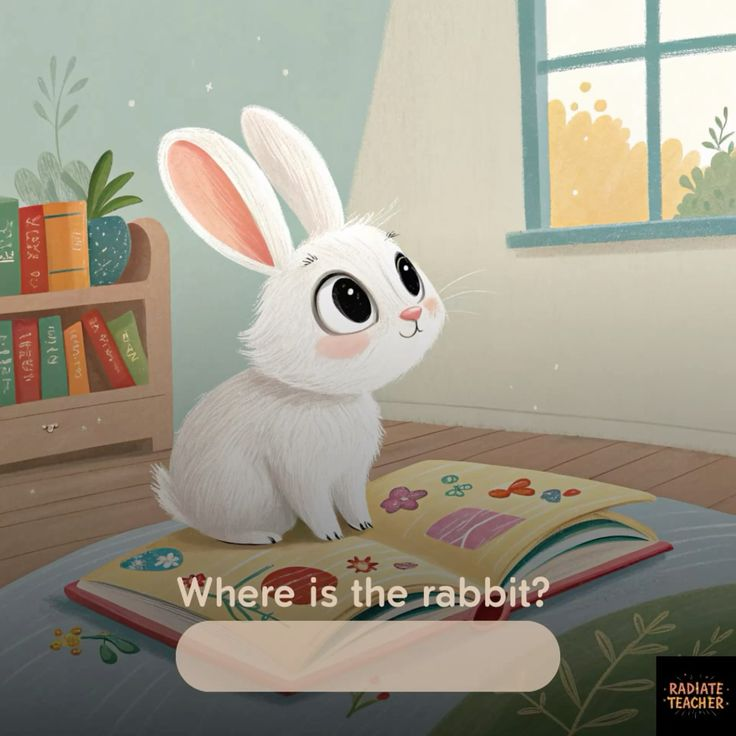 Where is the rabbit?
RADIATE
TEACHER